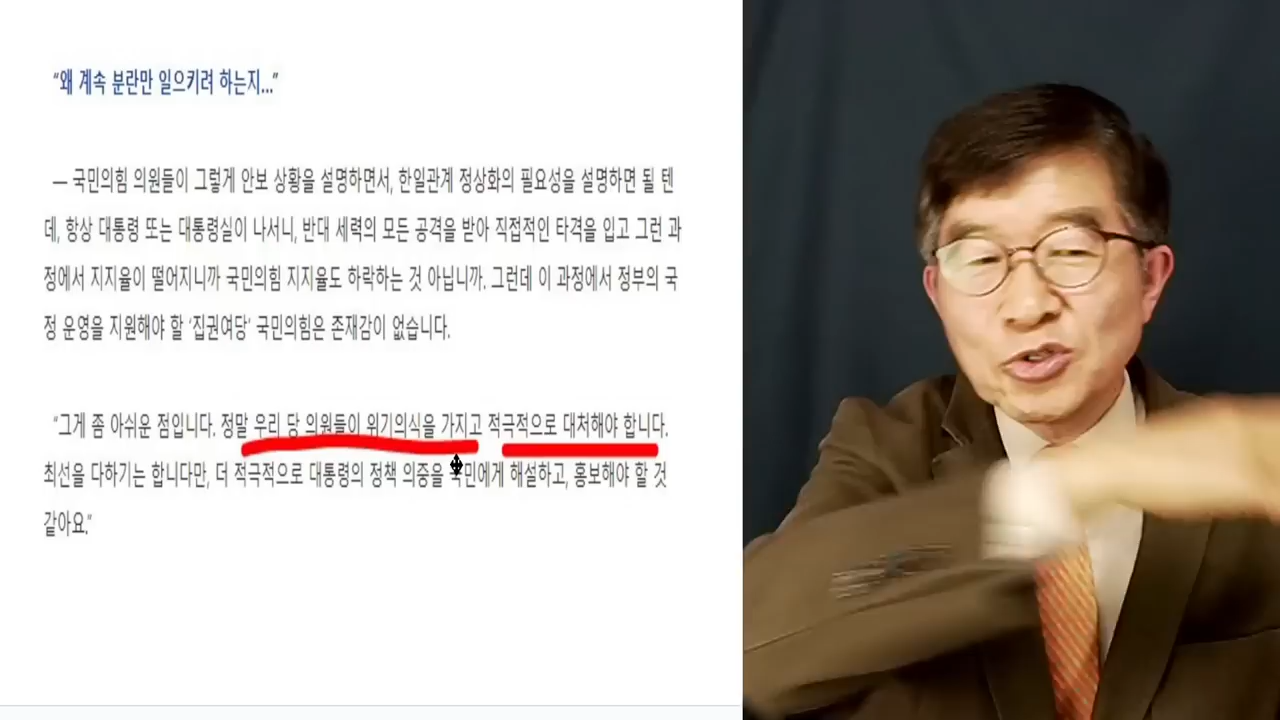 “왜 계속 분란만 일으키려 하는지...”
― 국민의힘 의원들이 그렇게 안보 상황을 설명하면서, 한일관계 정상화의 필요성을 설명하면 될 텐
데, 항상 대통령 또는 대통령실이 나서니, 반대 세력의 모든 공격을 받아 직접적인 타격을 입고 그런 과
정에서 지지율이 떨어지니까 국민의힘 지지율도 하락하는 것 아닙니까. 그런데 이 과정에서 정부의 국
정 운영을 지원해야 할 ‘집권여당’ 국민의힘은 존재감이 없습니다.
“그게 좀 아쉬운 점입니다. 정말 우리 당 의원들이 위기의식을 가지고 적극적으로 대처해야 합니다.
최선을 다하기는 합니다만, 더 적극적으로 대통령의 정책 의중을 국민에게 해설하고, 홍보해야 할 것
같아요.”